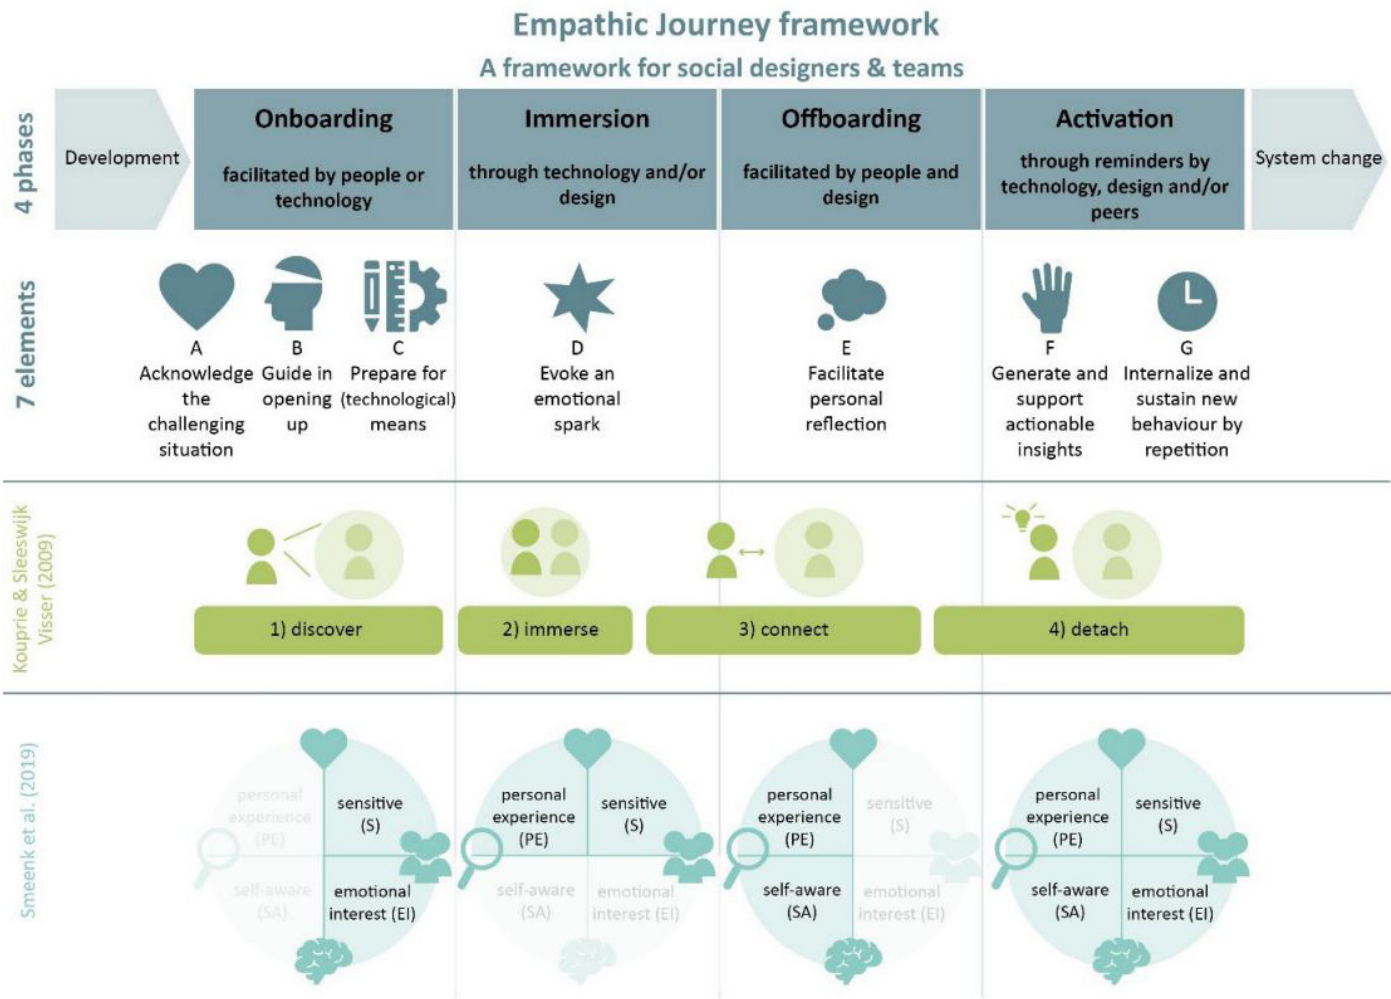 Empathic Journey framework
A framework for social designers & teams
4 phases
Development
Onboarding
facilitated by people or
technology
Immersion
through technology and/or
design
Offboarding
facilitated by people and
design
Activation
through reminders by
technology, design and/or
peers
System change
7 elements
A
Acknowledge
the
challenging
situation
B
Guide in
opening
up
C
Prepare for
(technological)
means
D
Evoke an
emotional
spark
E
Facilitate
personal
reflection
F
Generate and
support
actionable
insights
G
Internalize and
sustain new
behaviour by
repetition
Kouprie & Sleeswijk
Visser (2009)
1) discover
2) immerse
3) connect
4) detach
Smeenk et al. (2019)
personal
experience
(PE)
sensitive
(S)
self-aware
(SA)
emotional
interest (EI)
personal
experience
(PE)
sensitive
(S)
self-aware
(SA)
emotional
interest (EI)
personal
experience
(PE)
sensitive
(S)
self-aware
(SA)
emotional
interest (EI)
personal
experience
(PE)
sensitive
(S)
self-aware
(SA)
emotional
interest (EI)